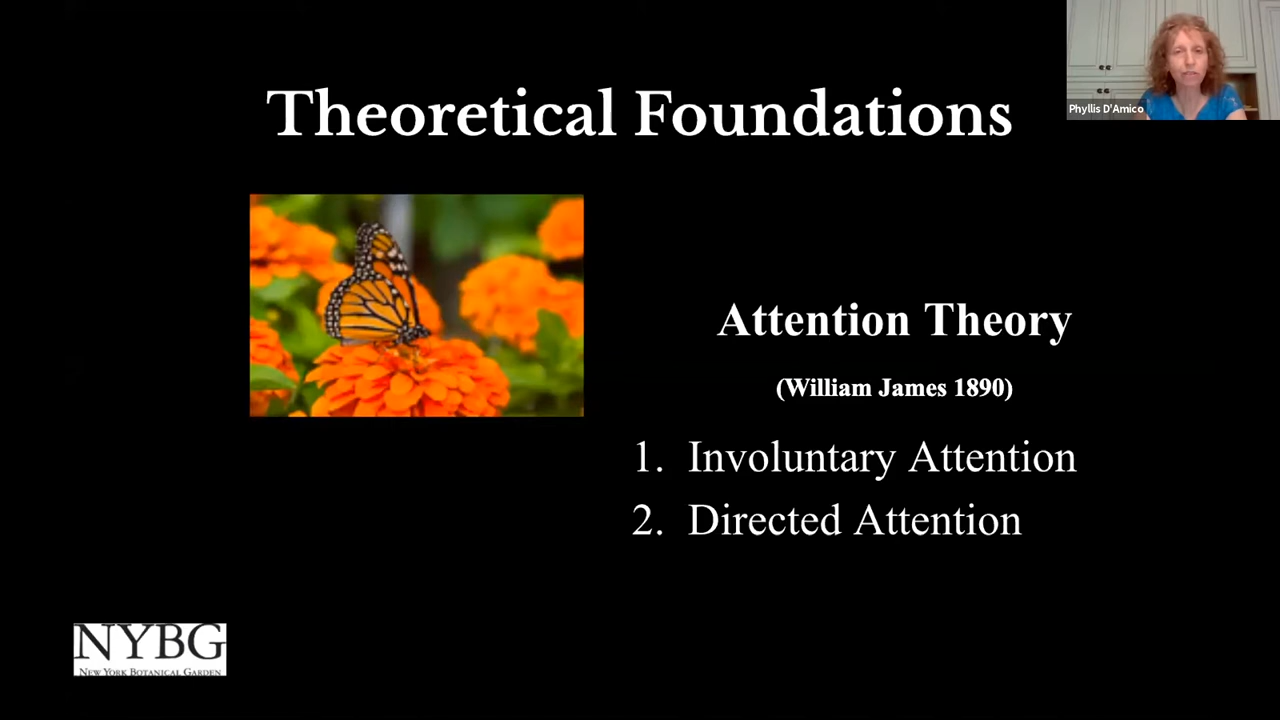 Theoretical Foundations
Phyllis D'Amico
Attention Theory
(William James 1890)
1. Involuntary Attention
2. Directed Attention
NYBG
NEW YORK BOTANICAL GARDEN